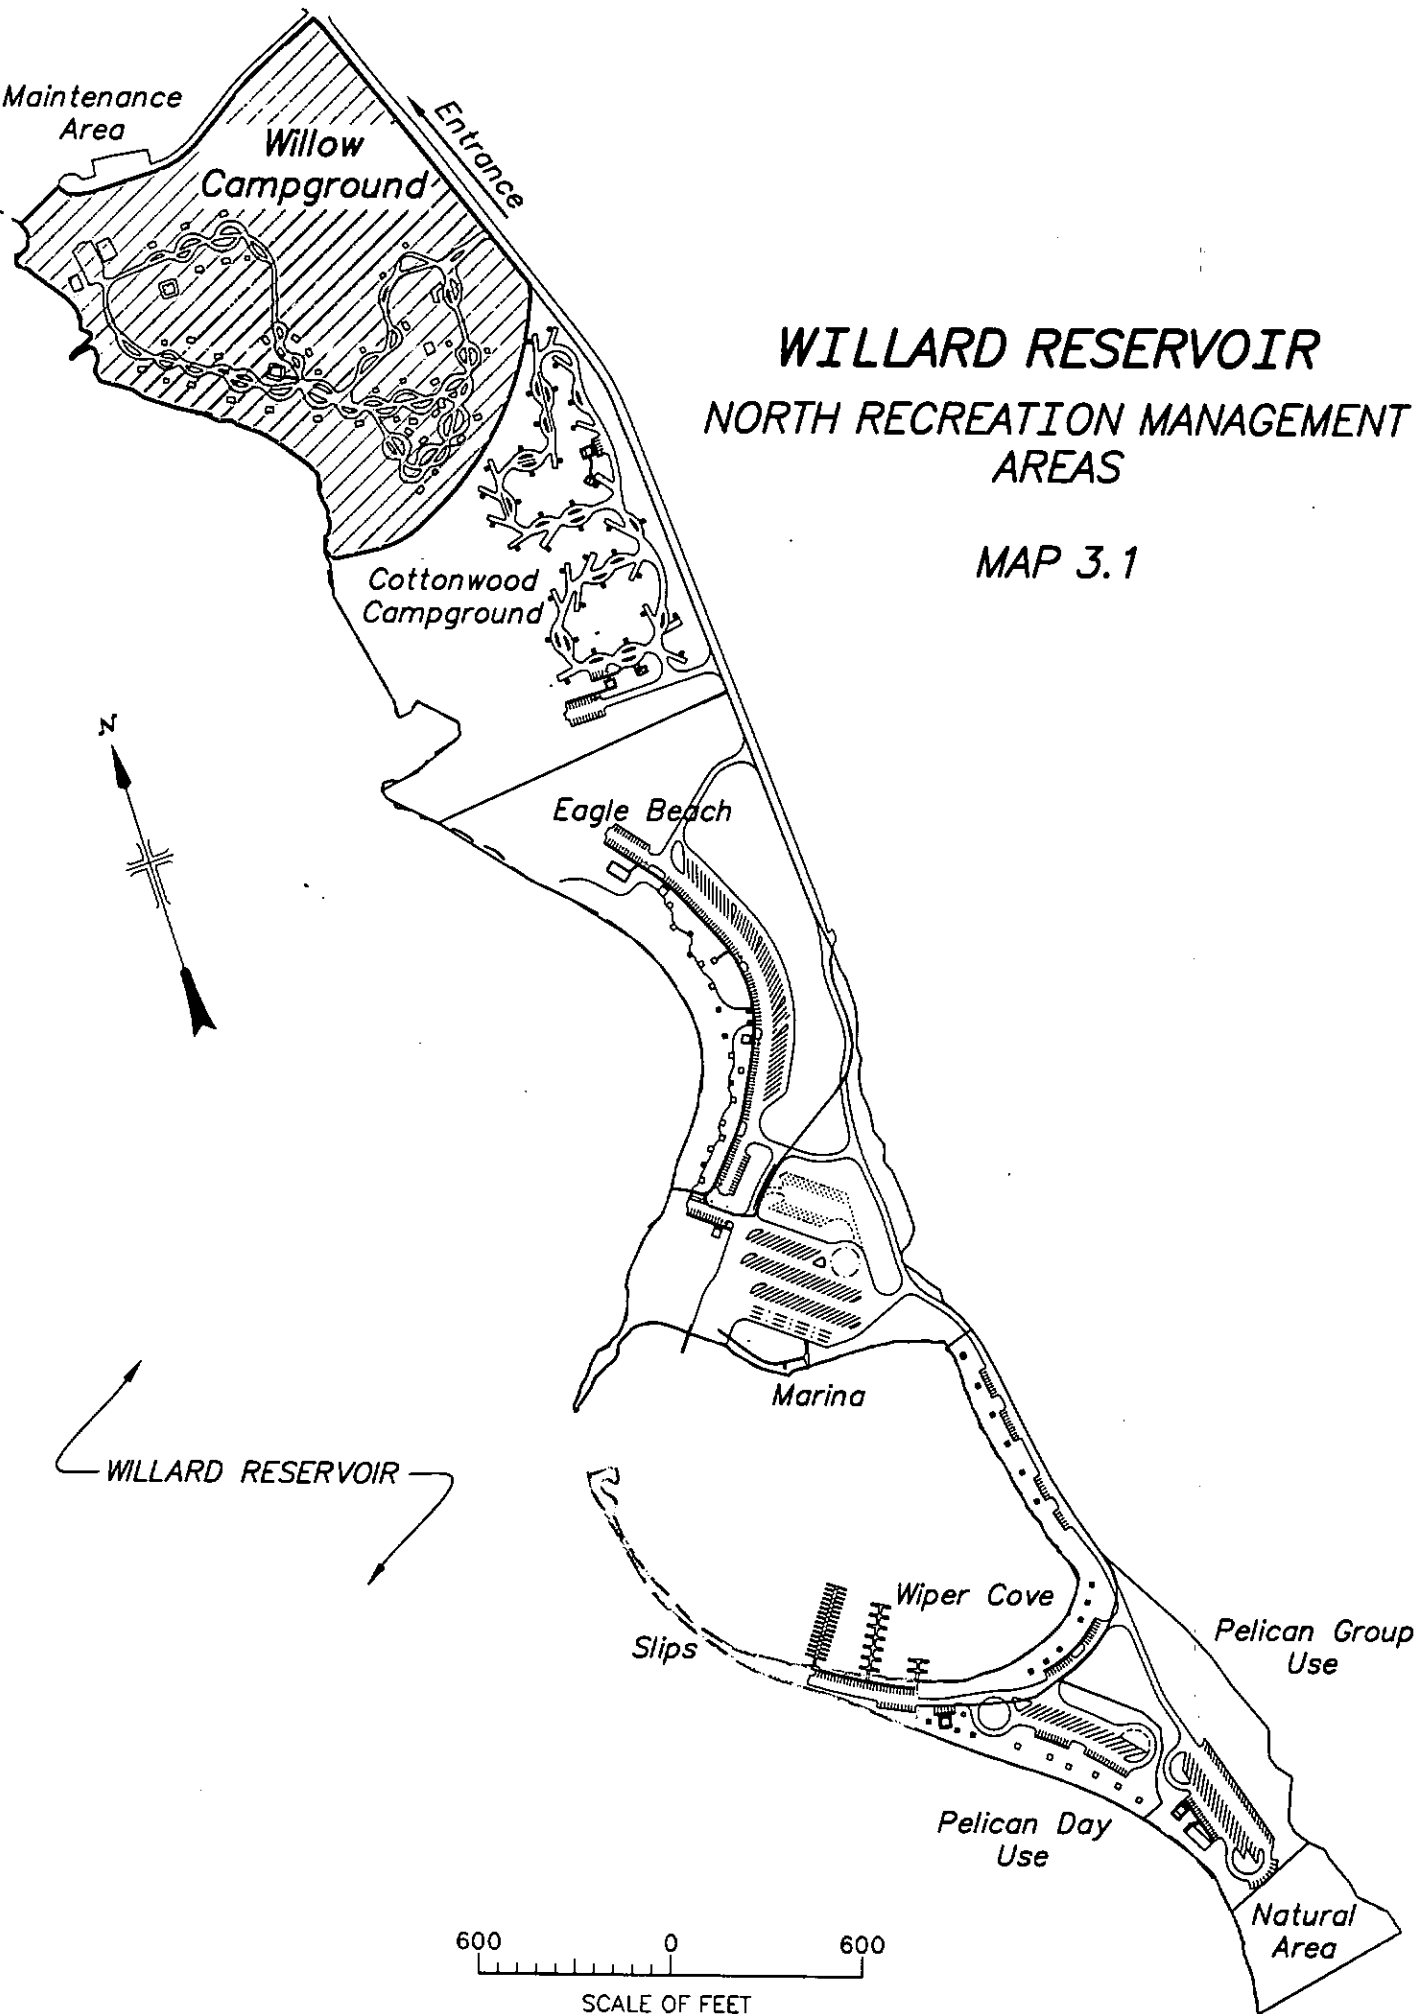 Maintenance
Area
Willow
Campground
Entrance
WILLARD RESERVOIR
NORTH RECREATION MANAGEMENT
AREAS
MAP 3.1
Cottonwood
Campground
N
Eagle Beach
Marina
WILLARD RESERVOIR
Wiper Cove
Slips
Pelican Group
Use
Pelican Day
Use
Natural
Area
600 0 600
SCALE OF FEET